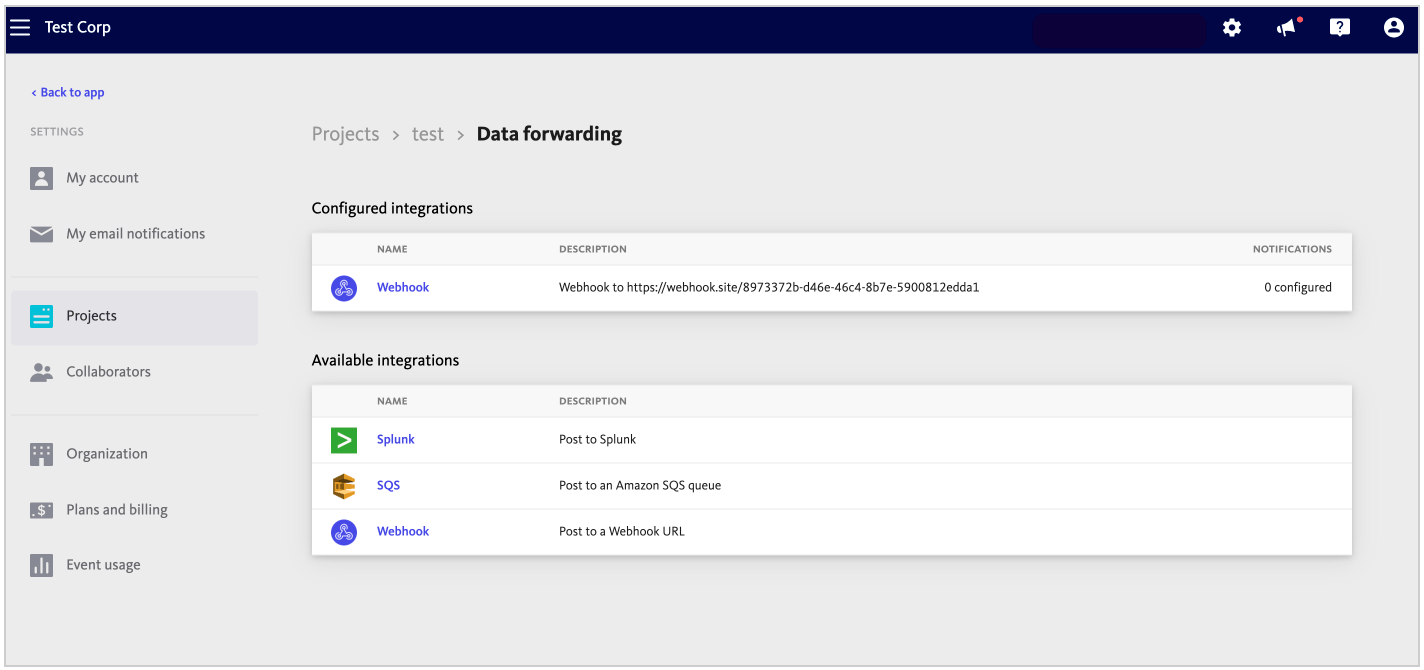 Test Corp
‹ Back to app
SETTINGS
My account
My email notifications
Projects
Collaborators
Organization
Plans and billing
Event usage
Projects › test › Data forwarding
Configured integrations
NAME DESCRIPTION NOTIFICATIONS
Webhook Webhook to https://webhook.site/8973372b-d46e-46c4-8b7e-5900812edda1 0 configured
Available integrations
NAME DESCRIPTION
Splunk Post to Splunk
SQS Post to an Amazon SQS queue
Webhook Post to a Webhook URL